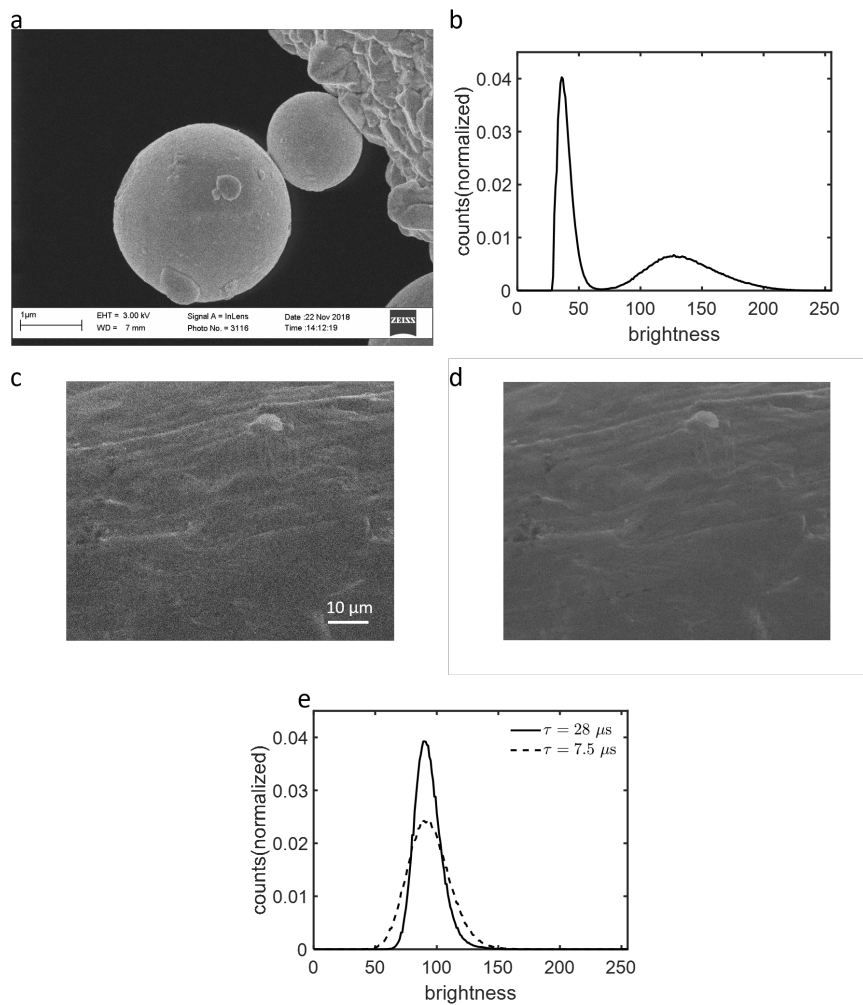 a
1µm
EHT = 3.00 kV
WD = 7 mm
Signal A = InLens
Photo No. = 3116
Date :22 Nov 2018
Time :14:12:19
ZEISS
b
counts(normalized)
0.04
0.03
0.02
0.01
0
0 50 100 150 200 250
brightness
c
10 µm
d
e
counts(normalized)
0.04
0.03
0.02
0.01
0
τ = 28 µs
τ = 7.5 µs
0 50 100 150 200 250
brightness